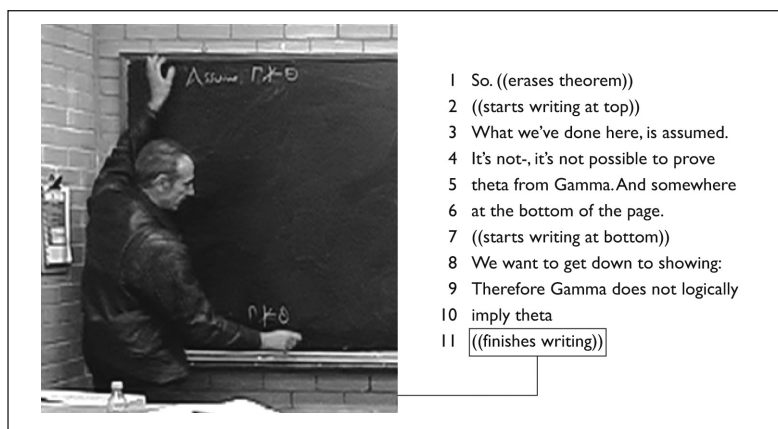 Assume, Γ⊬Θ
Γ⊭Θ
1 So. ((erases theorem))
2 ((starts writing at top))
3 What we've done here, is assumed.
4 It's not-, it's not possible to prove
5 theta from Gamma. And somewhere
6 at the bottom of the page.
7 ((starts writing at bottom))
8 We want to get down to showing:
9 Therefore Gamma does not logically
10 imply theta
11 ((finishes writing))